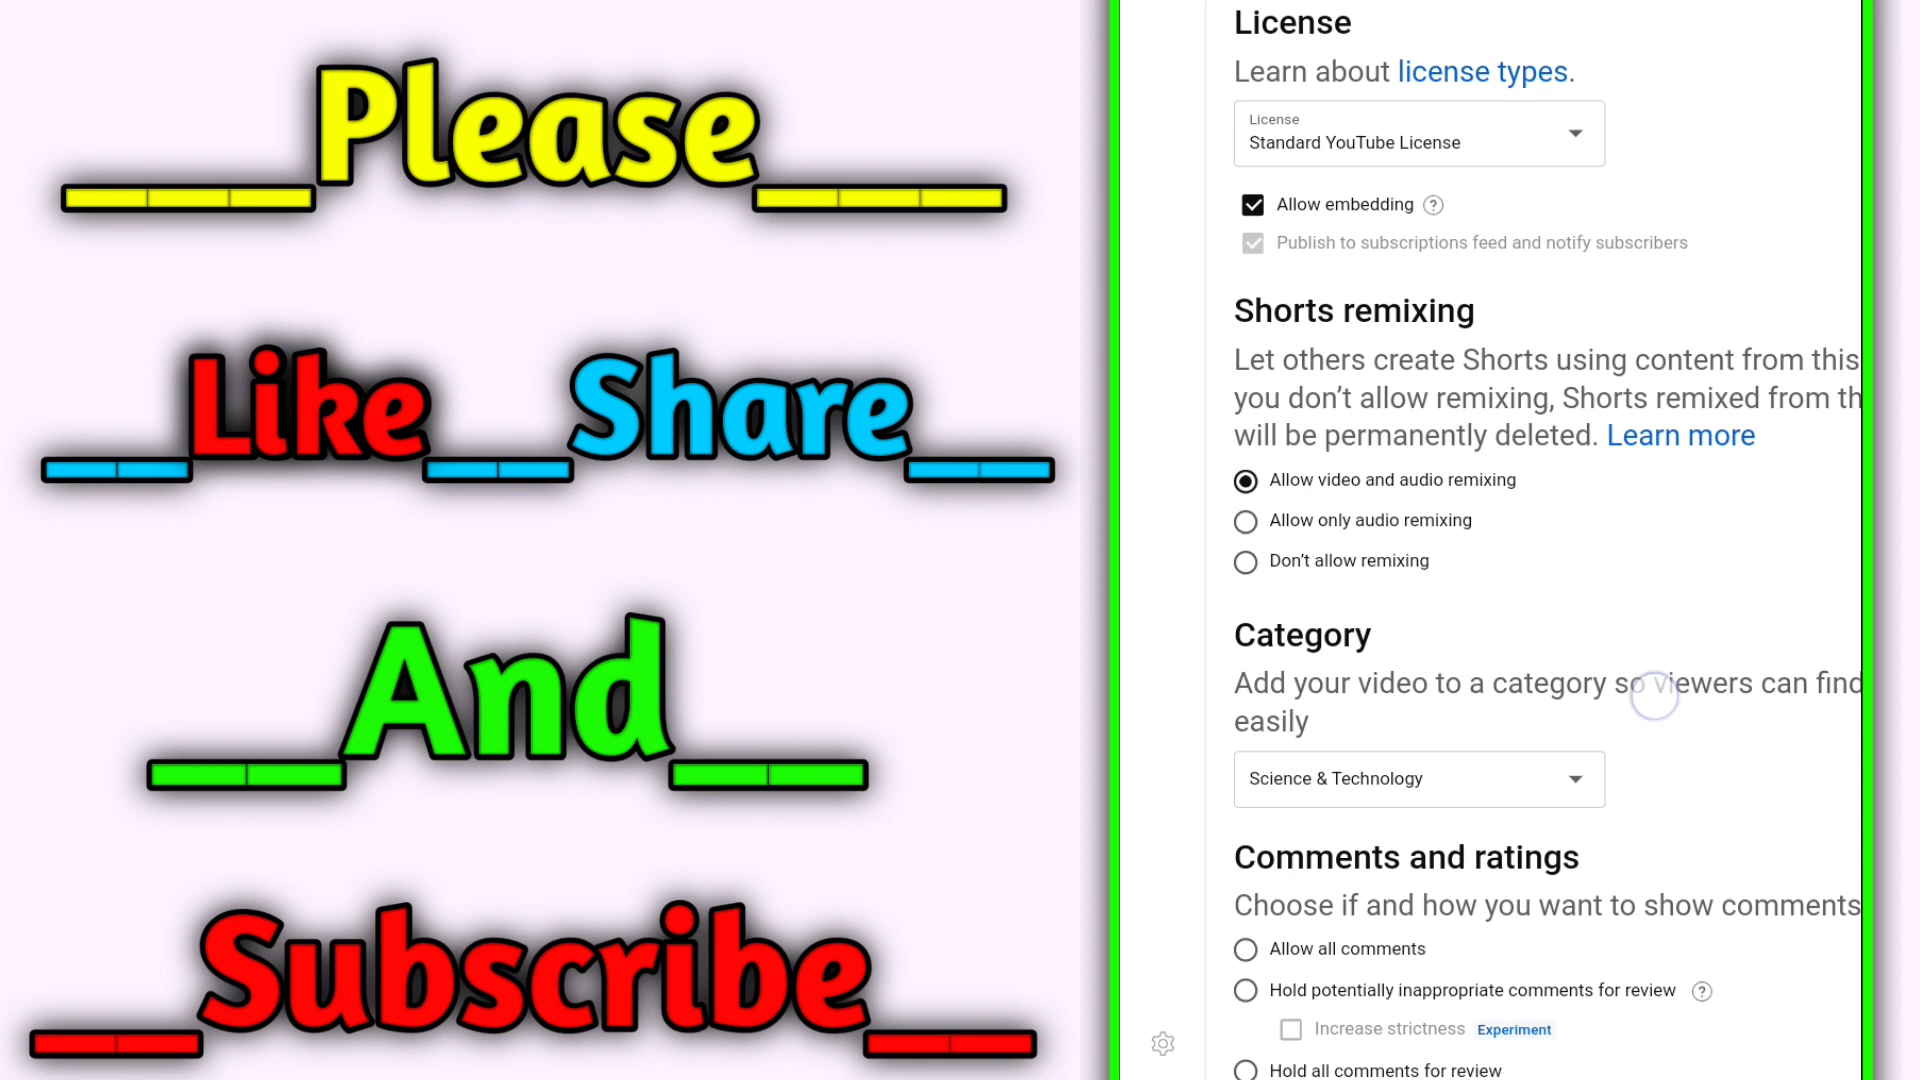 ___Please___
__Like__Share__
__And__
__Subscribe__
License
Learn about license types.
License
Standard YouTube License
Allow embedding ?
Publish to subscriptions feed and notify subscribers
Shorts remixing
Let others create Shorts using content from this
you don’t allow remixing, Shorts remixed from th
will be permanently deleted. Learn more
Allow video and audio remixing
Allow only audio remixing
Don’t allow remixing
Category
Add your video to a category so viewers can find
easily
Science & Technology
Comments and ratings
Choose if and how you want to show comments
Allow all comments
Hold potentially inappropriate comments for review ?
Increase strictness Experiment
Hold all comments for review